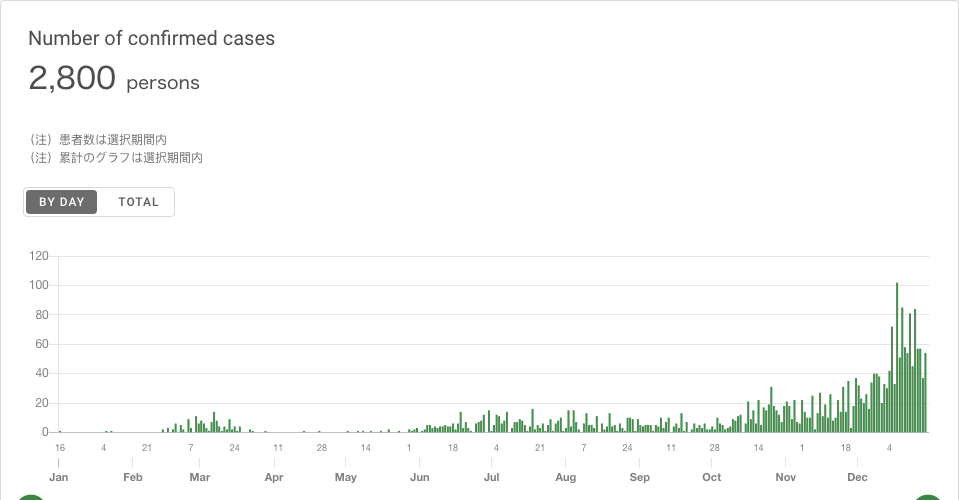 Number of confirmed cases
2,800 persons
（注）患者数は選択期間内
（注）累計のグラフは選択期間内
BY DAY TOTAL
120
100
80
60
40
20
0
16 4 21 7 24 11 28 14 1 18 4 21 7 24 11 28 14 1 18 4
Jan Feb Mar Apr May Jun Jul Aug Sep Oct Nov Dec